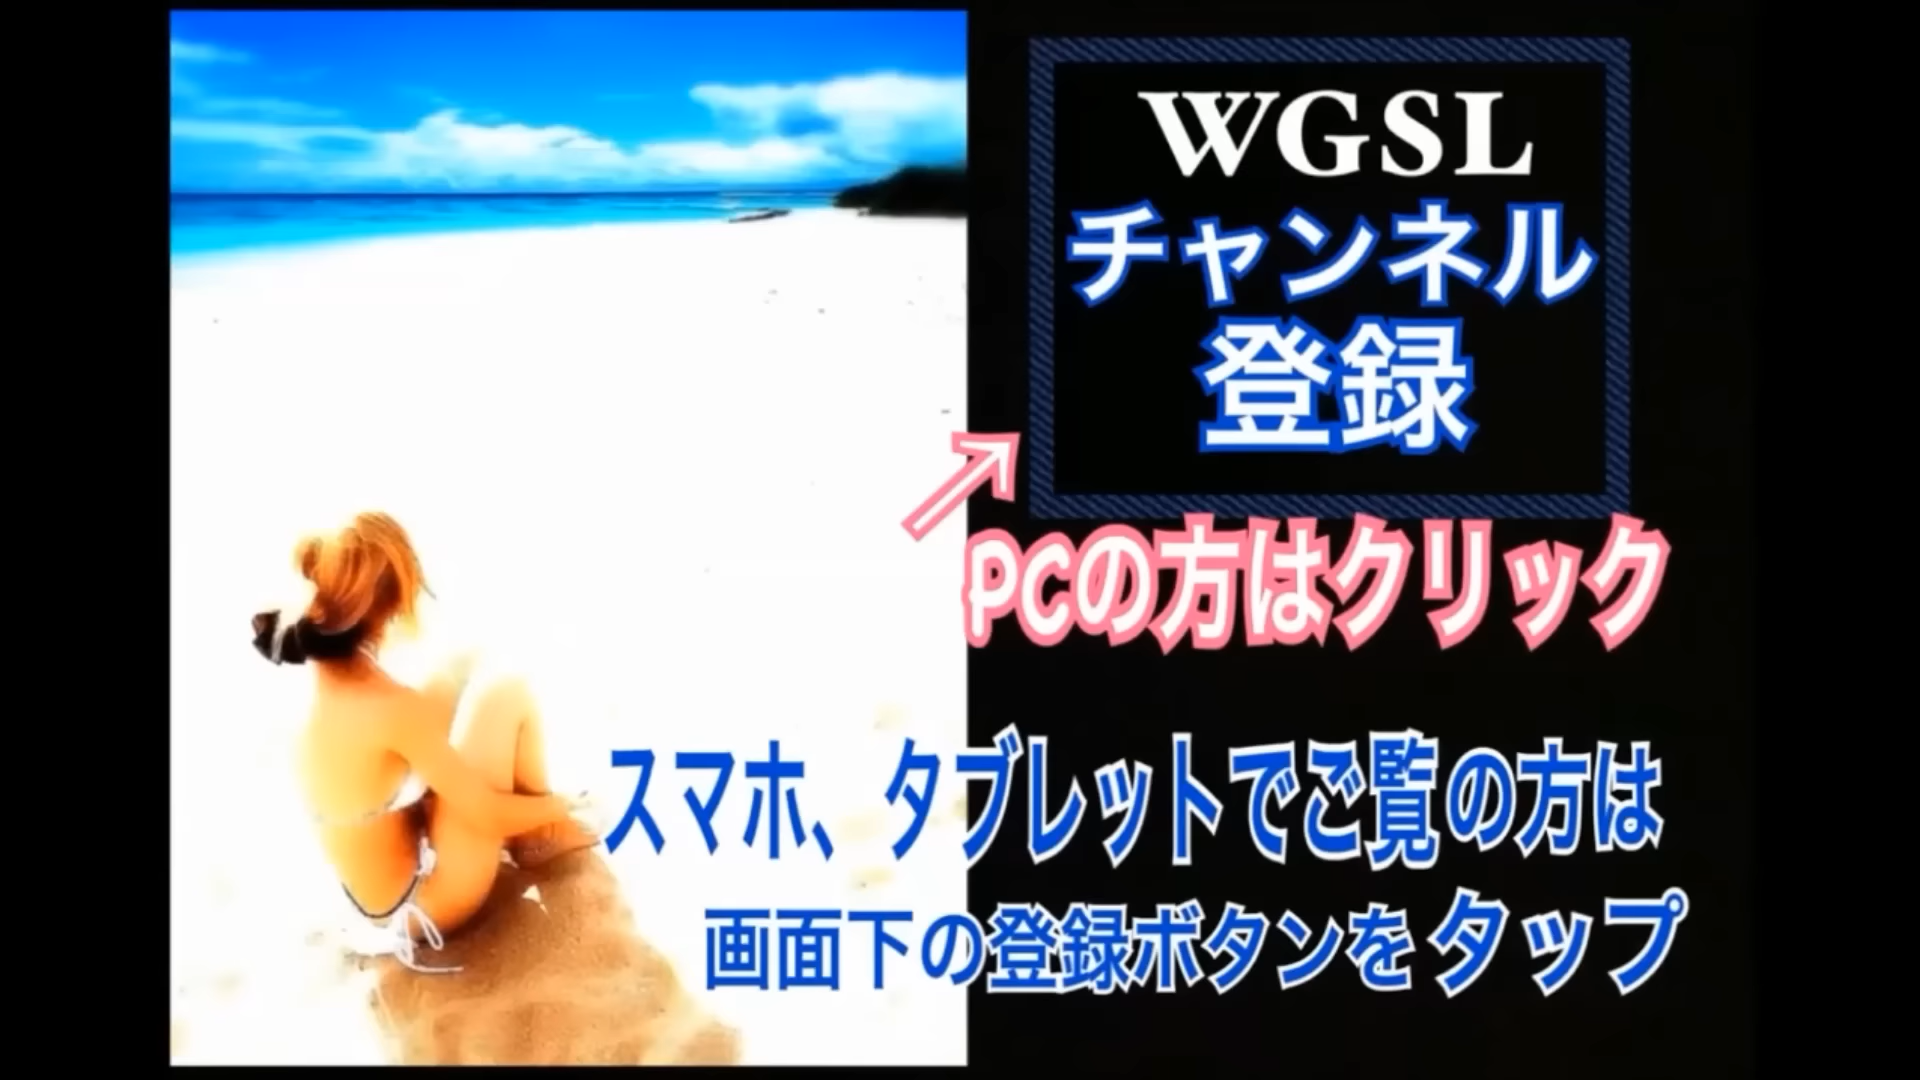 WGSL
チャンネル
登録
PCの方はクリック
スマホ、タブレットでご覧の方は
画面下の登録ボタンをタップ